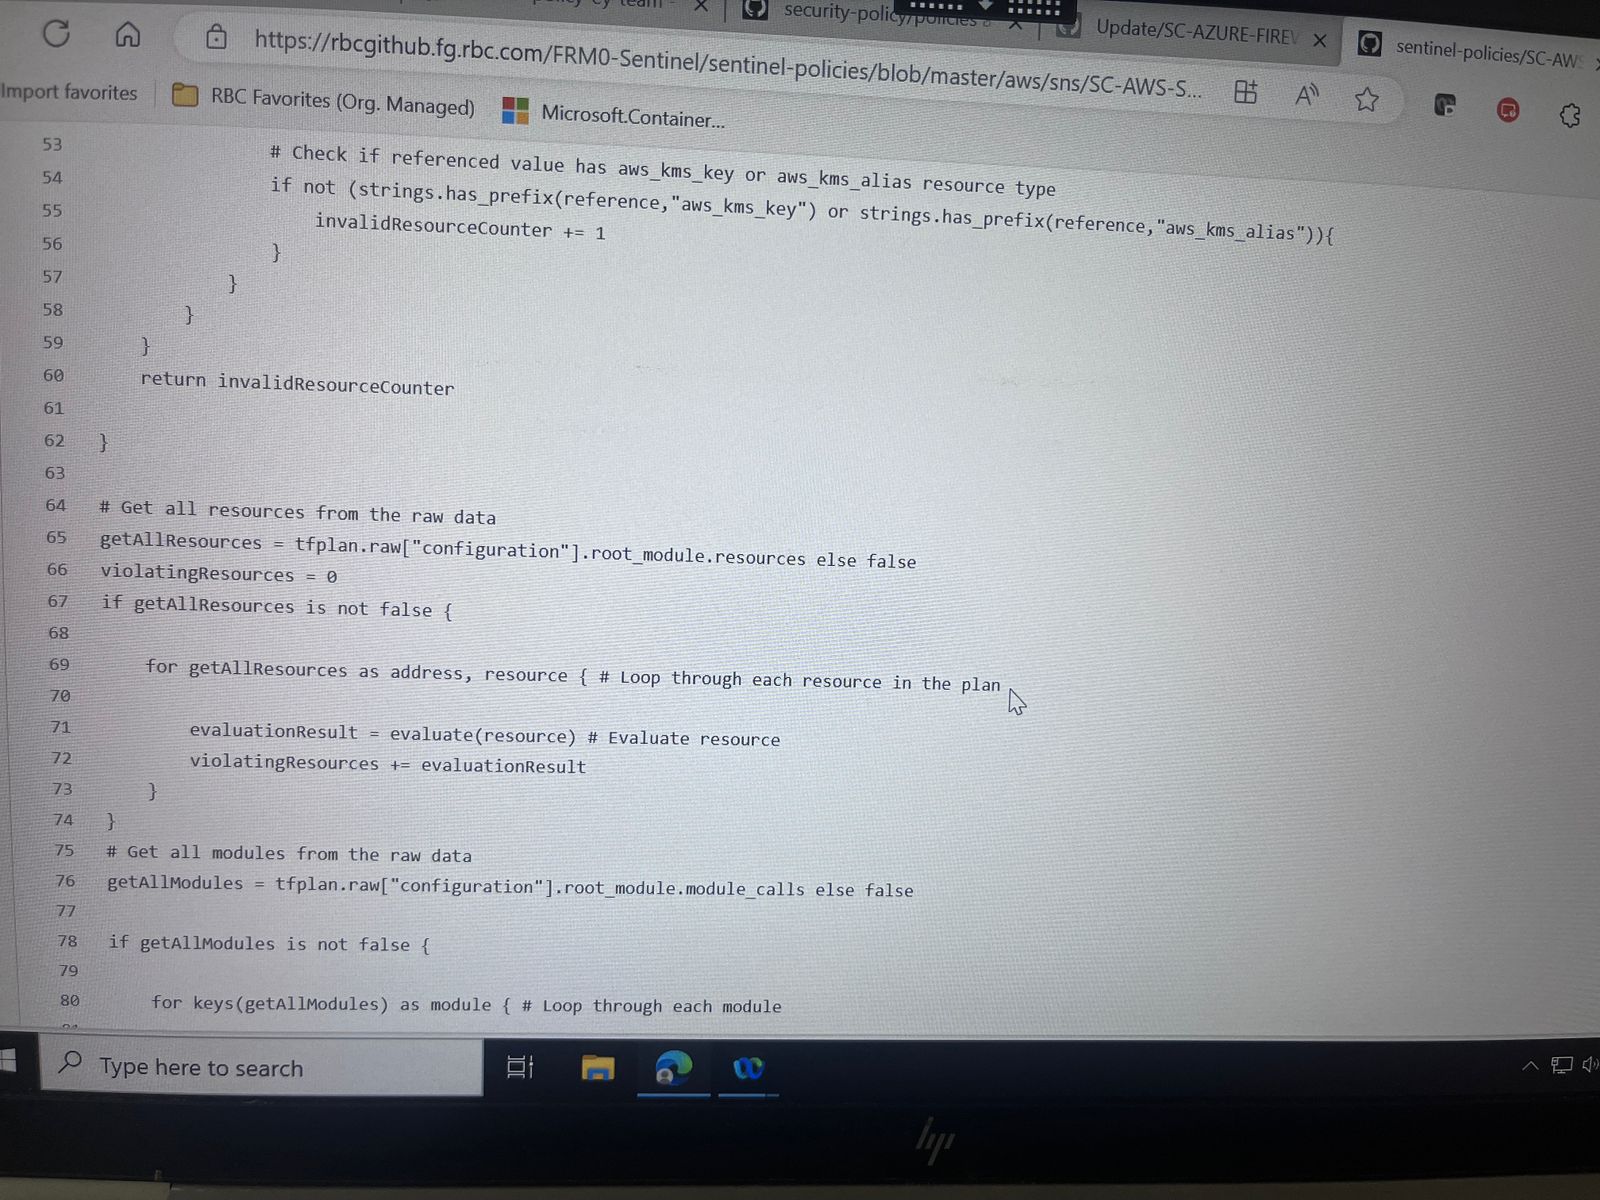 security-policy/policies
Update/SC-AZURE-FIREW
sentinel-policies/SC-AWS
https://rbcgithub.fg.rbc.com/FRM0-Sentinel/sentinel-policies/blob/master/aws/sns/SC-AWS-S...
Import favorites
RBC Favorites (Org. Managed)
Microsoft.Container...
53 # Check if referenced value has aws_kms_key or aws_kms_alias resource type
54 if not (strings.has_prefix(reference,"aws_kms_key") or strings.has_prefix(reference,"aws_kms_alias")){
55 invalidResourceCounter += 1
56 }
57 }
58 }
59 }
60 return invalidResourceCounter
61
62 }
63
64 # Get all resources from the raw data
65 getAllResources = tfplan.raw["configuration"].root_module.resources else false
66 violatingResources = 0
67 if getAllResources is not false {
68
69 for getAllResources as address, resource { # Loop through each resource in the plan
70
71 evaluationResult = evaluate(resource) # Evaluate resource
72 violatingResources += evaluationResult
73 }
74 }
75 # Get all modules from the raw data
76 getAllModules = tfplan.raw["configuration"].root_module.module_calls else false
77
78 if getAllModules is not false {
79
80 for keys(getAllModules) as module { # Loop through each module
Type here to search
hp